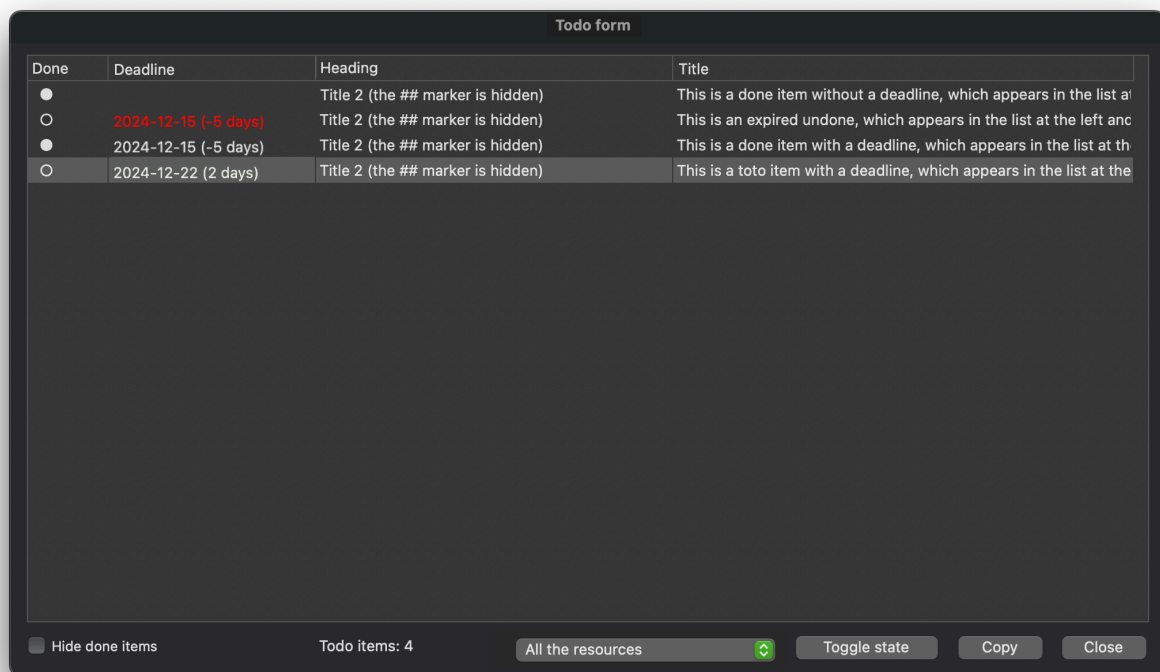 Todo form
Done Deadline Heading Title
Title 2 (the ## marker is hidden) This is a done item without a deadline, which appears in the list
2024-12-15 (-5 days) Title 2 (the ## marker is hidden) This is an expired undone, which appears in the list at the left and
2024-12-15 (-5 days) Title 2 (the ## marker is hidden) This is a done item with a deadline, which appears in the list at
2024-12-22 (2 days) Title 2 (the ## marker is hidden) This is a toto item with a deadline, which appears in the list at the
Hide done items Todo items: 4 All the resources Toggle state Copy Close